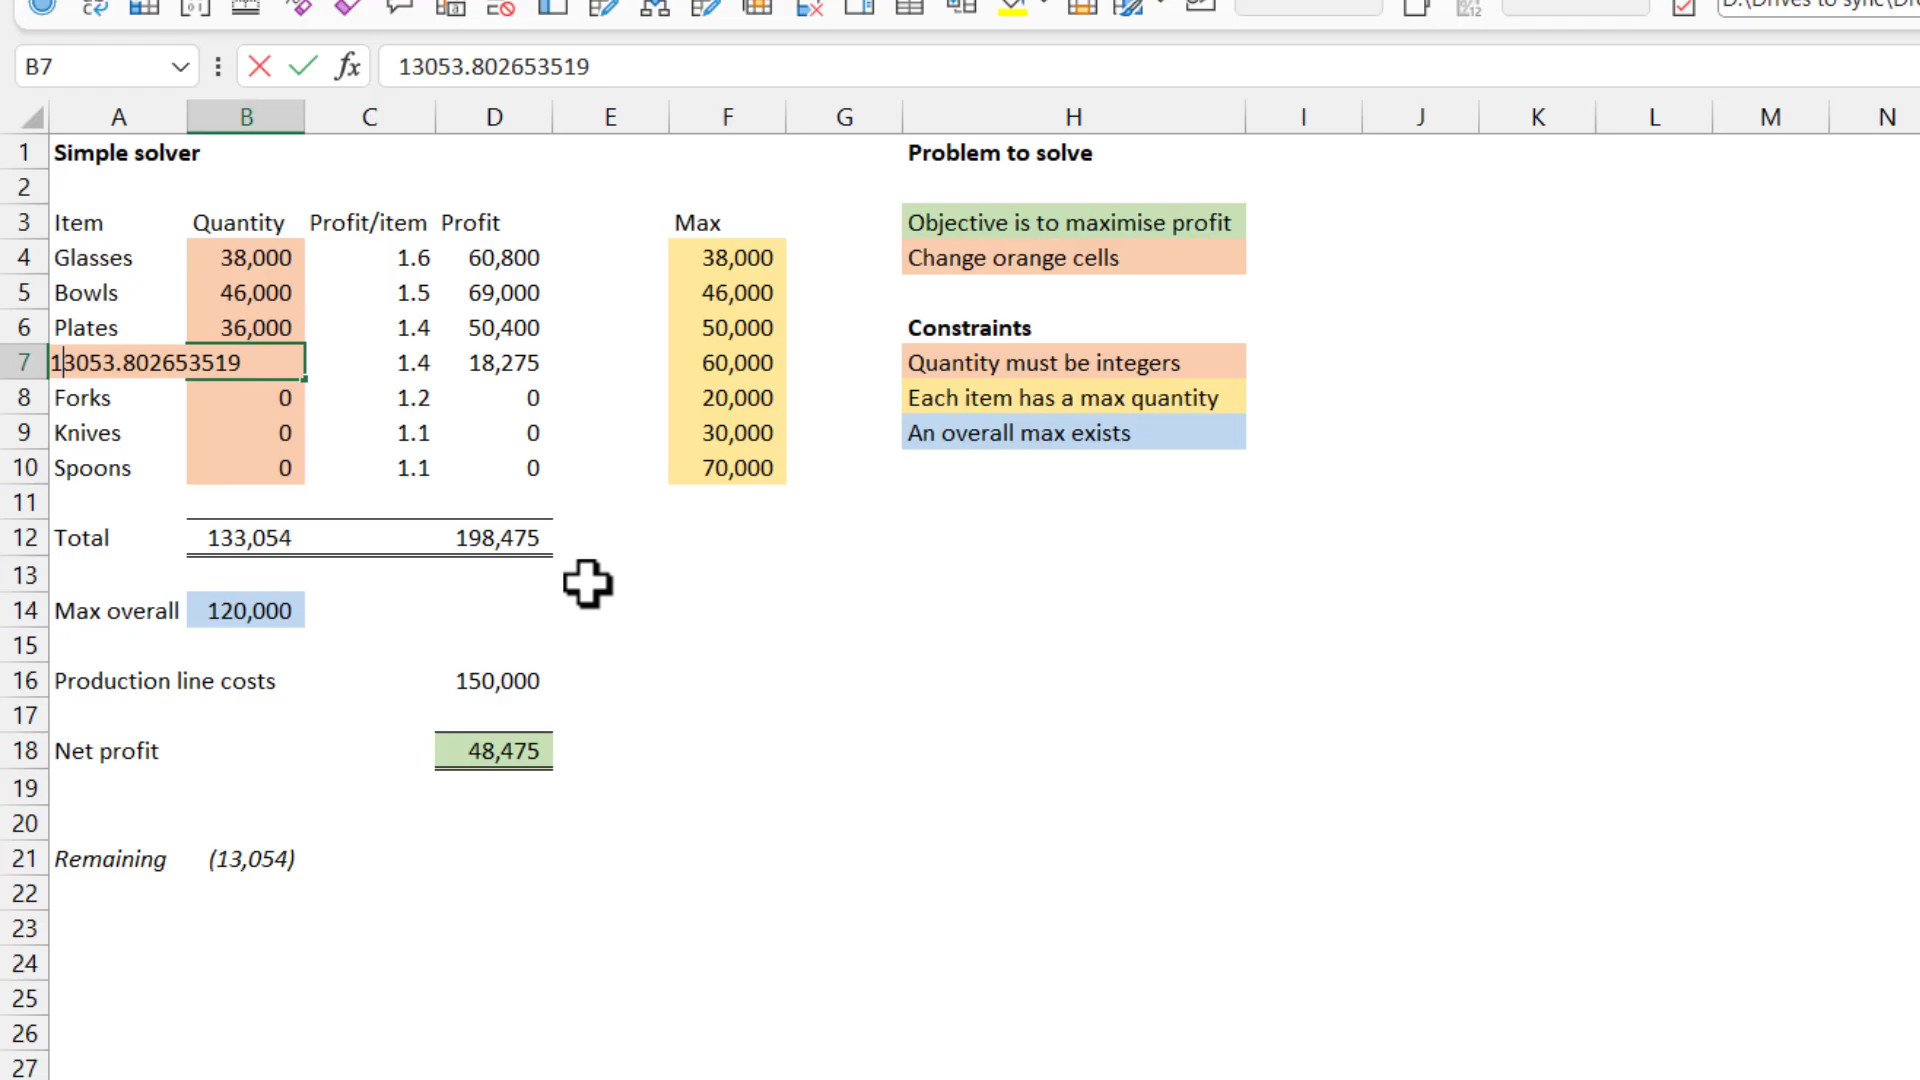 B7 13053.802653519
A B C D E F G H I J K L M N
1 Simple solver Problem to solve
2
3 Item Quantity Profit/item Profit Max Objective is to maximise profit
4 Glasses 38,000 1.6 60,800 38,000 Change orange cells
5 Bowls 46,000 1.5 69,000 46,000
6 Plates 36,000 1.4 50,400 50,000 Constraints
7 13053.802653519 1.4 18,275 60,000 Quantity must be integers
8 Forks 0 1.2 0 20,000 Each item has a max quantity
9 Knives 0 1.1 0 30,000 An overall max exists
10 Spoons 0 1.1 0 70,000
11
12 Total 133,054 198,475
13
14 Max overall 120,000
15
16 Production line costs 150,000
17
18 Net profit 48,475
19
20
21 Remaining (13,054)
22
23
24
25
26
27